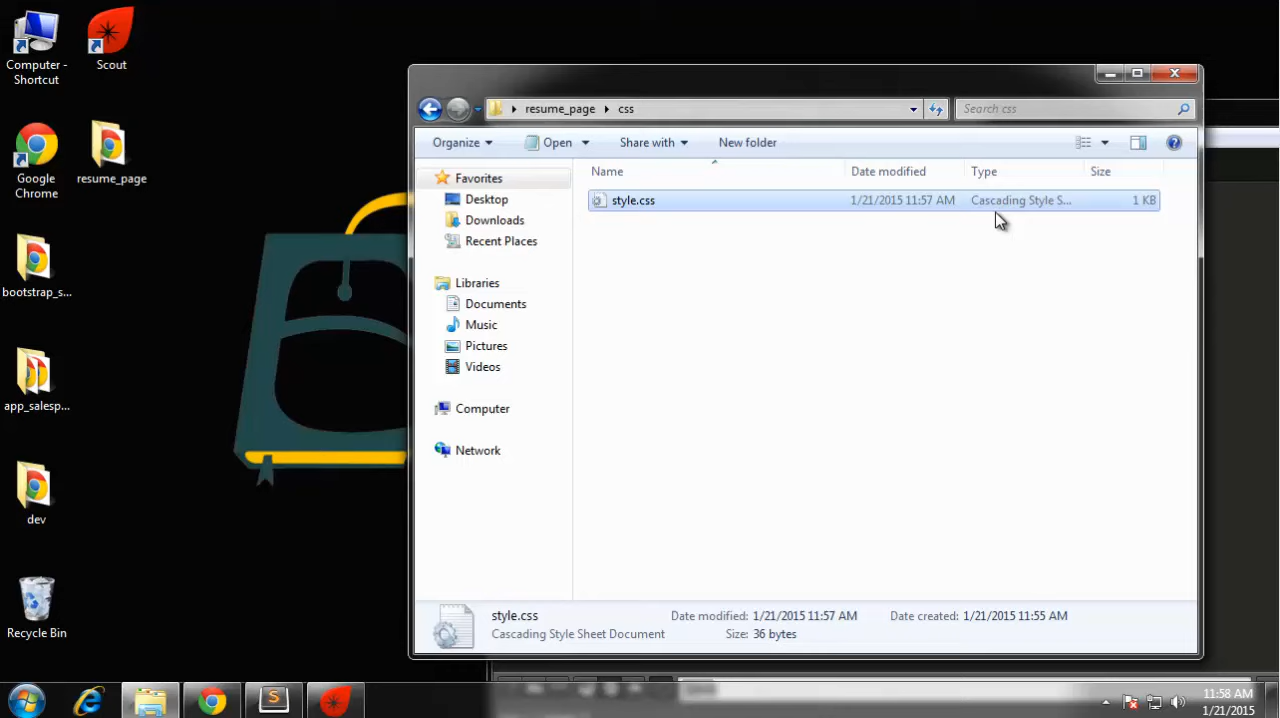 Computer -
Shortcut
Scout
Google
Chrome
resume_page
bootstrap_s...
app_salesp...
dev
Recycle Bin
resume_page css
Search css
Organize Open Share with New folder
Name Date modified Type Size
style.css 1/21/2015 11:57 AM Cascading Style S... 1 KB
Favorites
Desktop
Downloads
Recent Places
Libraries
Documents
Music
Pictures
Videos
Computer
Network
style.css Date modified: 1/21/2015 11:57 AM Date created: 1/21/2015 11:55 AM
Cascading Style Sheet Document Size: 36 bytes
11:58 AM
1/21/2015